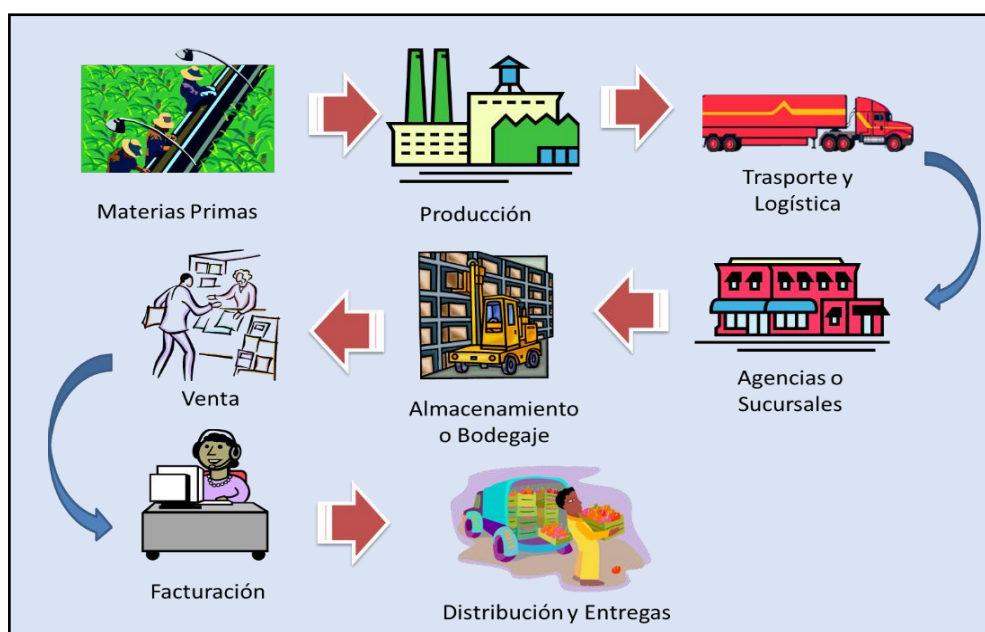 Materias Primas
Producción
Trasporte y
Logística
Agencias o
Sucursales
Almacenamiento
o Bodegaje
Venta
Facturación
Distribución y Entregas